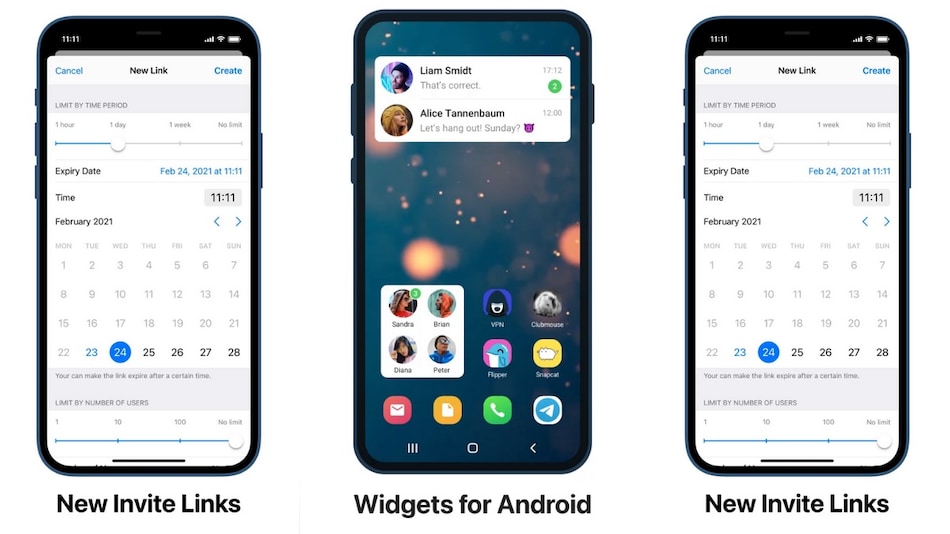 11:11
Cancel New Link Create
LIMIT BY TIME PERIOD
1 hour 1 day 1 week No limit
Expiry Date Feb 24, 2021 at 11:11
Time 11:11
February 2021
MON TUE WED THU FRI SAT SUN
1 2 3 4 5 6 7
8 9 10 11 12 13 14
15 16 17 18 19 20 21
22 23 24 25 26 27 28
Your can make the link expire after a certain time.
LIMIT BY NUMBER OF USERS
1 10 100 No limit
New Invite Links
Liam Smidt 17:12
That's correct. 2
Alice Tannenbaum 12:00
Let's hang out! Sunday? 😈
3
Sandra Brian VPN Clubmouse
Diana Peter Flipper Snapcat
Widgets for Android
11:11
Cancel New Link Create
LIMIT BY TIME PERIOD
1 hour 1 day 1 week No limit
Expiry Date Feb 24, 2021 at 11:11
Time 11:11
February 2021
MON TUE WED THU FRI SAT SUN
1 2 3 4 5 6 7
8 9 10 11 12 13 14
15 16 17 18 19 20 21
22 23 24 25 26 27 28
Your can make the link expire after a certain time.
LIMIT BY NUMBER OF USERS
1 10 100 No limit
New Invite Links